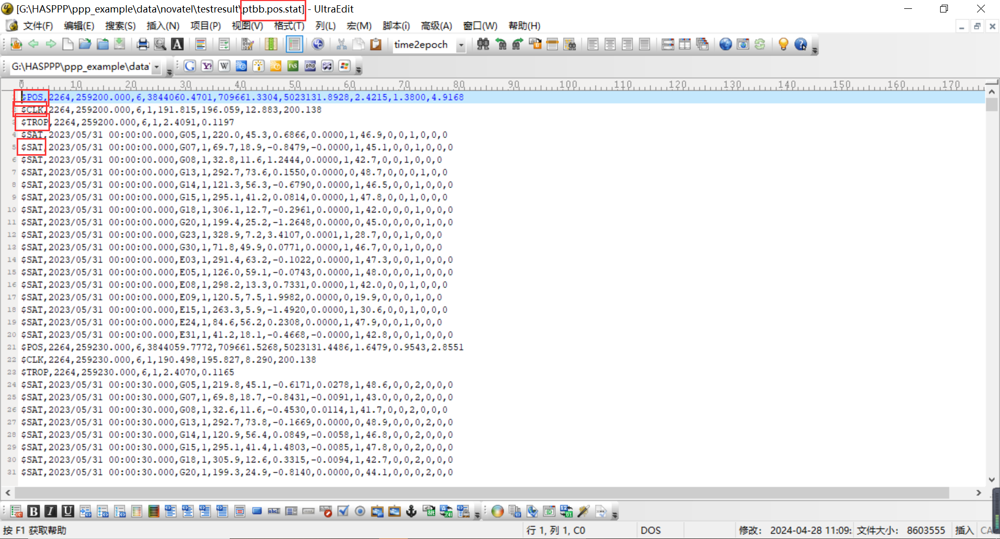 [G:\HASPPP\ppp_example\data\novatel\testresult\ptbb.pos.stat] - UltraEdit
文件(F) 编辑(E) 搜索(S) 插入(N) 项目(P) 视图(V) 格式(T) 列(L) 宏(M) 脚本(i) 高级(A) 窗口(W) 帮助(H)
time2epoch
G:\HASPPP\ppp_example\data'
0 10 20 30 40 50 60 70 80 90 100 110 120 130 140 150 160 170
1 $POS,2264,259200.000,6,3844060.4701,709661.3304,5023131.8928,2.4215,1.3800,4.9168
2 $CLK,2264,259200.000,6,1,191.815,196.059,12.883,200.138
3 $TROP,2264,259200.000,6,1,2.4091,0.1197
4 $SAT,2023/05/31 00:00:00.000,G05,1,220.0,45.3,0.6866,0.0000,1,46.9,0,0,1,0,0,0
5 $SAT,2023/05/31 00:00:00.000,G07,1,69.7,18.9,-0.8479,-0.0000,1,45.1,0,0,1,0,0,0
6 $SAT,2023/05/31 00:00:00.000,G08,1,32.8,11.6,1.2444,0.0000,1,42.7,0,0,1,0,0,0
7 $SAT,2023/05/31 00:00:00.000,G13,1,292.7,73.6,0.1550,0.0000,0,48.7,0,0,0,1,0,0
8 $SAT,2023/05/31 00:00:00.000,G14,1,121.3,56.3,-0.6790,0.0000,1,46.5,0,0,1,0,0,0
9 $SAT,2023/05/31 00:00:00.000,G15,1,295.1,41.2,0.0814,0.0000,1,47.8,0,0,1,0,0,0
10 $SAT,2023/05/31 00:00:00.000,G18,1,306.1,12.7,-0.2961,0.0000,1,42.0,0,0,1,0,0,0
11 $SAT,2023/05/31 00:00:00.000,G20,1,199.4,25.2,-1.2648,0.0000,0,45.0,0,0,0,1,0,0
12 $SAT,2023/05/31 00:00:00.000,G23,1,328.9,7.2,3.4107,0.0001,1,28.7,0,0,1,0,0,0
13 $SAT,2023/05/31 00:00:00.000,G30,1,71.8,49.9,0.0771,0.0000,1,46.7,0,0,1,0,0,0
14 $SAT,2023/05/31 00:00:00.000,E03,1,291.4,63.2,-0.1022,0.0000,1,47.3,0,0,1,0,0,0
15 $SAT,2023/05/31 00:00:00.000,E05,1,126.0,59.1,-0.0743,0.0000,1,48.0,0,0,1,0,0,0
16 $SAT,2023/05/31 00:00:00.000,E08,1,298.2,13.3,0.7331,0.0000,1,42.0,0,0,1,0,0,0
17 $SAT,2023/05/31 00:00:00.000,E09,1,120.5,7.5,1.9982,0.0000,0,19.9,0,0,0,1,0,0
18 $SAT,2023/05/31 00:00:00.000,E15,1,263.3,5.9,-1.4920,0.0000,1,30.6,0,0,1,0,0,0
19 $SAT,2023/05/31 00:00:00.000,E24,1,84.6,56.2,0.2308,0.0000,1,47.9,0,0,1,0,0,0
20 $SAT,2023/05/31 00:00:00.000,E31,1,41.2,18.1,-0.4668,-0.0000,1,42.8,0,0,1,0,0,0
21 $POS,2264,259230.000,6,3844059.7772,709661.5268,5023131.4486,1.6479,0.9543,2.8551
22 $CLK,2264,259230.000,6,1,190.498,195.827,8.290,200.138
23 $TROP,2264,259230.000,6,1,2.4070,0.1165
24 $SAT,2023/05/31 00:00:30.000,G05,1,219.8,45.1,-0.6171,0.0278,1,48.6,0,0,2,0,0,0
25 $SAT,2023/05/31 00:00:30.000,G07,1,69.8,18.7,-0.8431,-0.0091,1,43.0,0,0,2,0,0,0
26 $SAT,2023/05/31 00:00:30.000,G08,1,32.6,11.6,-0.4530,0.0114,1,41.7,0,0,2,0,0,0
27 $SAT,2023/05/31 00:00:30.000,G13,1,292.7,73.8,-0.1669,0.0000,0,48.9,0,0,0,2,0,0
28 $SAT,2023/05/31 00:00:30.000,G14,1,120.9,56.4,0.0849,-0.0058,1,46.8,0,0,2,0,0,0
29 $SAT,2023/05/31 00:00:30.000,G15,1,295.1,41.4,1.4803,-0.0085,1,47.8,0,0,2,0,0,0
30 $SAT,2023/05/31 00:00:30.000,G18,1,305.9,12.6,0.3315,-0.0094,1,42.7,0,0,2,0,0,0
31 $SAT,2023/05/31 00:00:30.000,G20,1,199.3,24.9,-0.8140,0.0000,0,44.1,0,0,0,2,0,0
按 F1 获取帮助 行 1, 列 1, C0 DOS 修改: 2024-04-28 11:09: 文件大小: 8603555 插入 CA